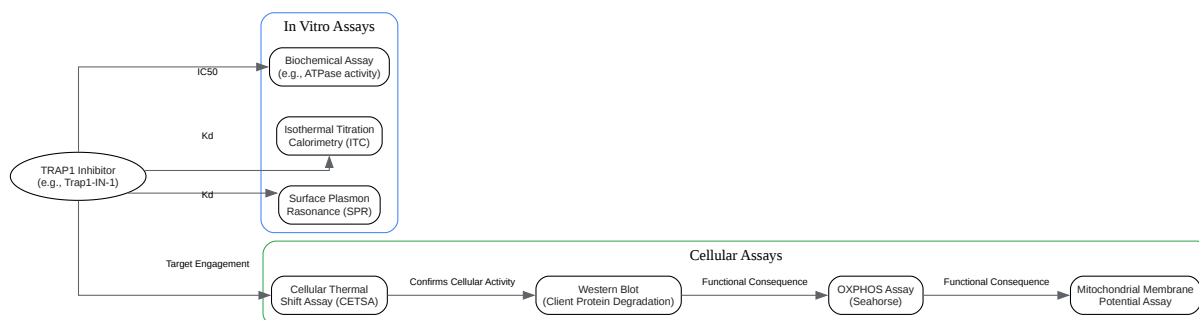 In Vitro Assays
Biochemical Assay
(e.g., ATPase activity)
IC50
Isothermal Titration
Calorimetry (ITC)
Kd
TRAP1 Inhibitor
(e.g., Trap1-IN-1)
Kd
Surface Plasmon
Rasonance (SPR)
Cellular Assays
Target Engagement
Cellular Thermal
Shift Assay (CETSA)
Confirms Cellular Activity
Western Blot
(Client Protein Degradation)
Functional Consequence
OXPHOS Assay
(Seahorse)
Functional Consequence
Mitochondrial Membrane
Potential Assay